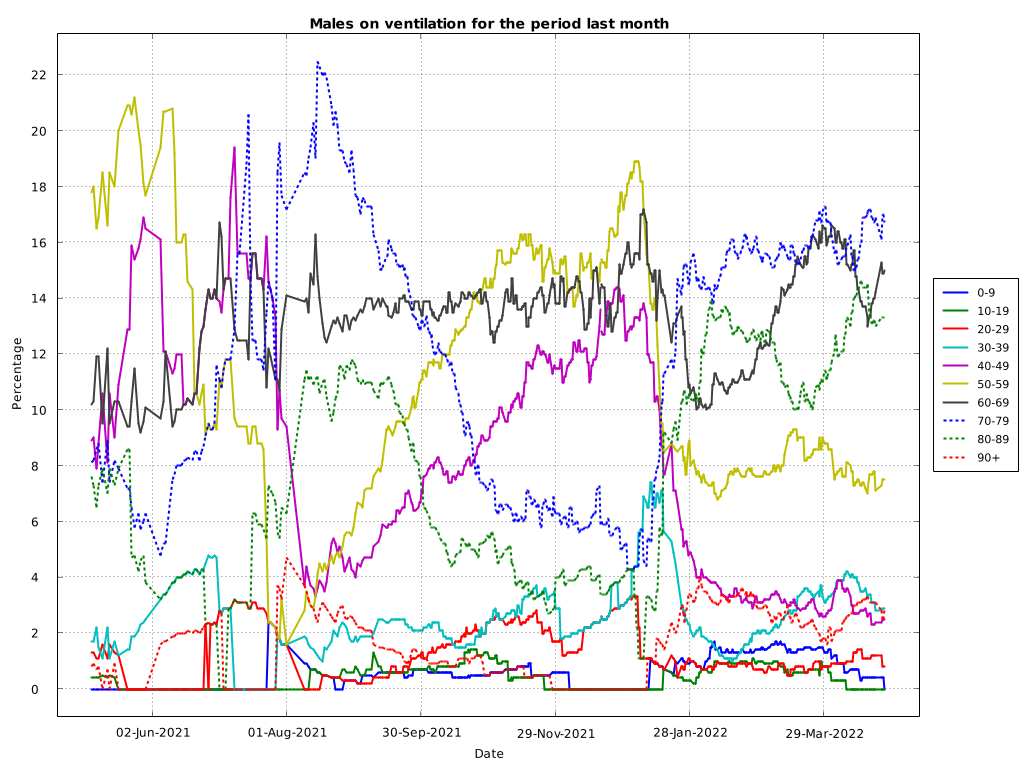 Males on ventilation for the period last month
Percentage
22
20
18
16
14
12
10
8
6
4
2
0
02-Jun-2021
01-Aug-2021
30-Sep-2021
29-Nov-2021
28-Jan-2022
29-Mar-2022
Date
0-9
10-19
20-29
30-39
40-49
50-59
60-69
70-79
80-89
90+